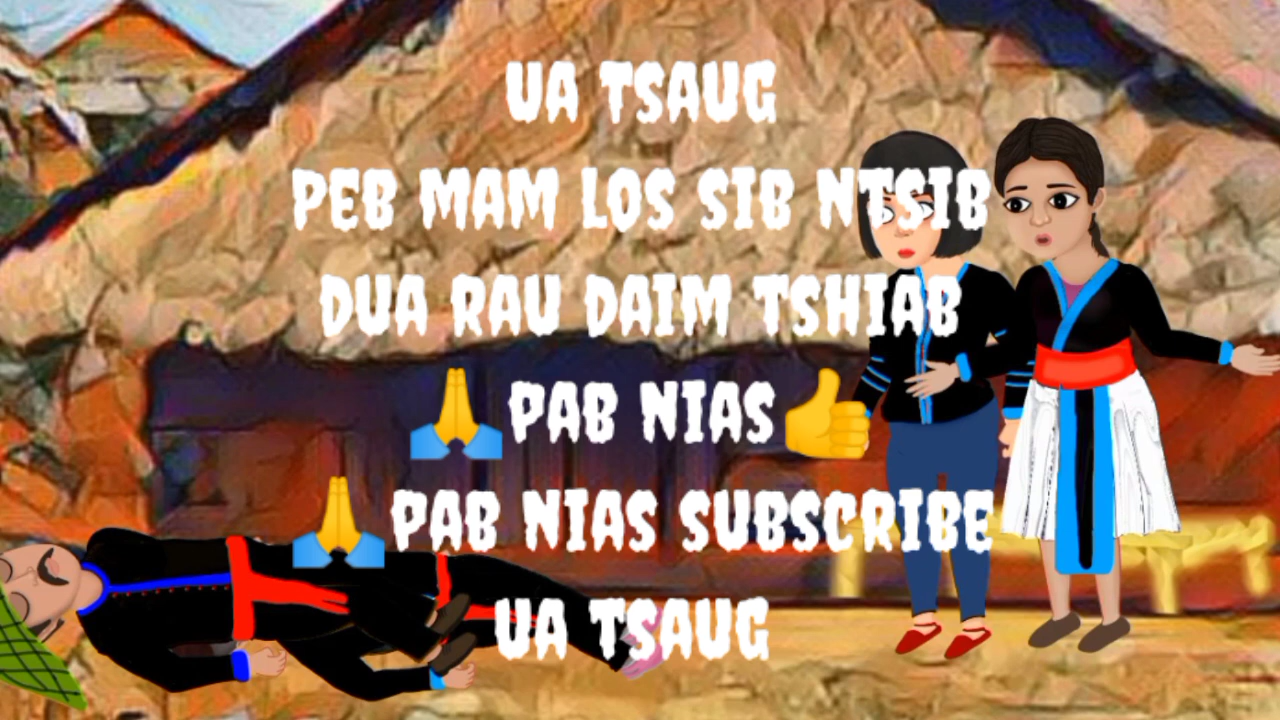 UA TSAUG
PEB MAM LOS SIB NTSIB
DUA RAU DAIM TSHIAB
🙏PAB NIAS👍
🙏PAB NIAS SUBSCRIBE
UA TSAUG